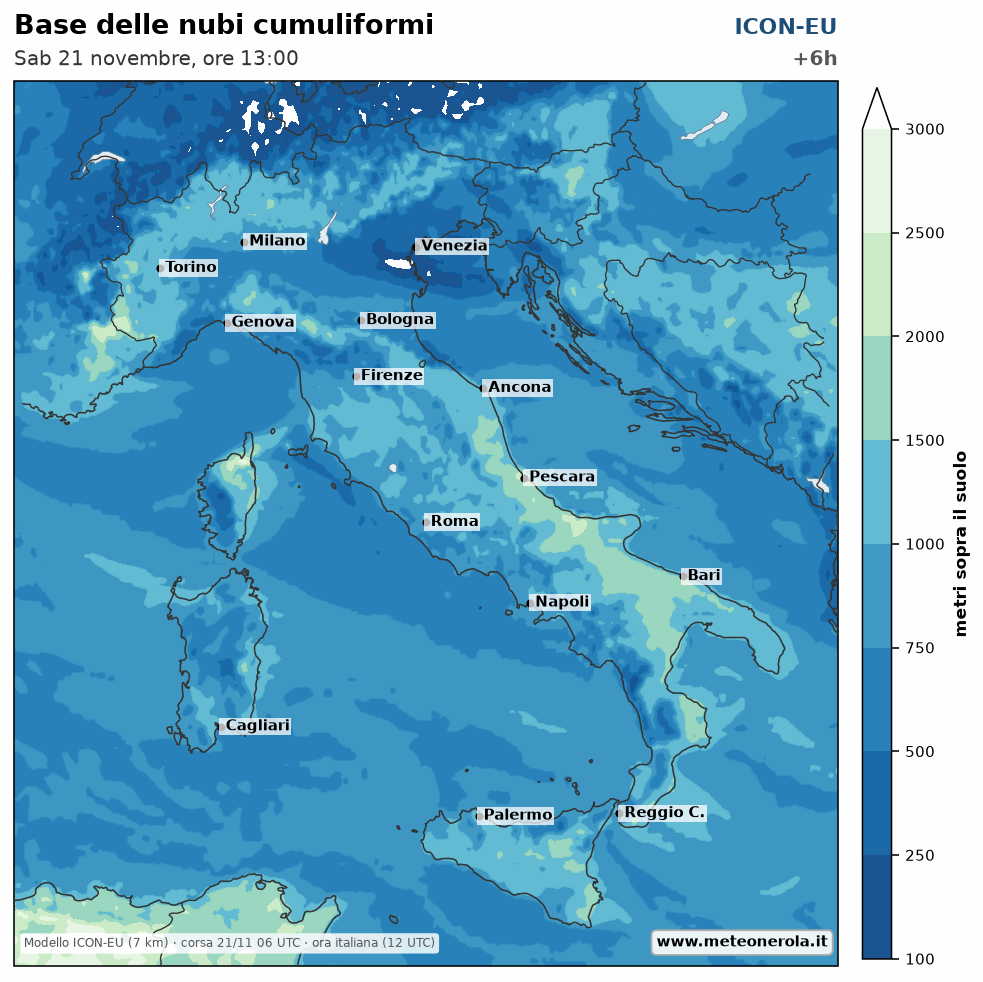 Base delle nubi cumuliformi
ICON-EU
Sab 21 novembre, ore 13:00
+6h
3000
2500
2000
1500
1000
750
500
250
100
metri sopra il suolo
Milano
Venezia
Torino
Genova
Bologna
Firenze
Ancona
Pescara
Roma
Bari
Napoli
Cagliari
Palermo
Reggio C.
Modello ICON-EU (7 km) · corsa 21/11 06 UTC · ora italiana (12 UTC)
www.meteonerola.it